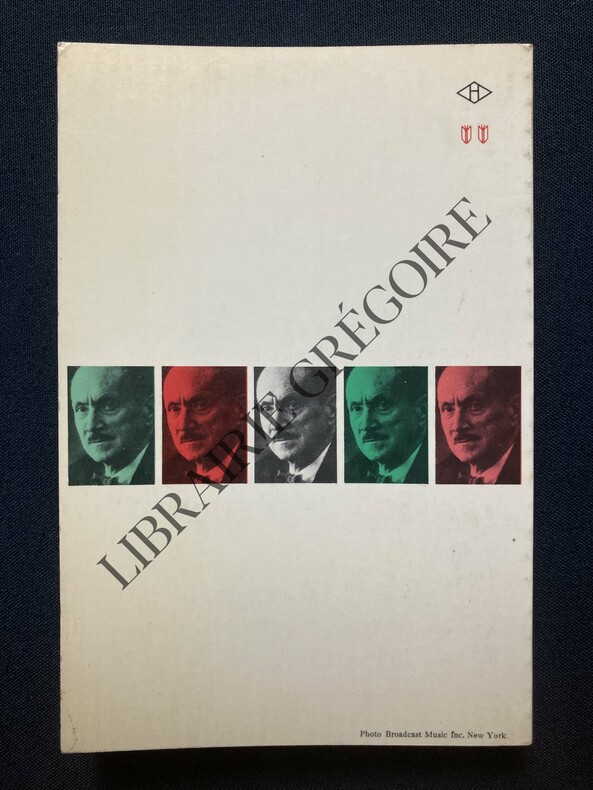 H
LIBRAIRIE GRÉGOIRE
Photo Broadcast Music Inc, New York